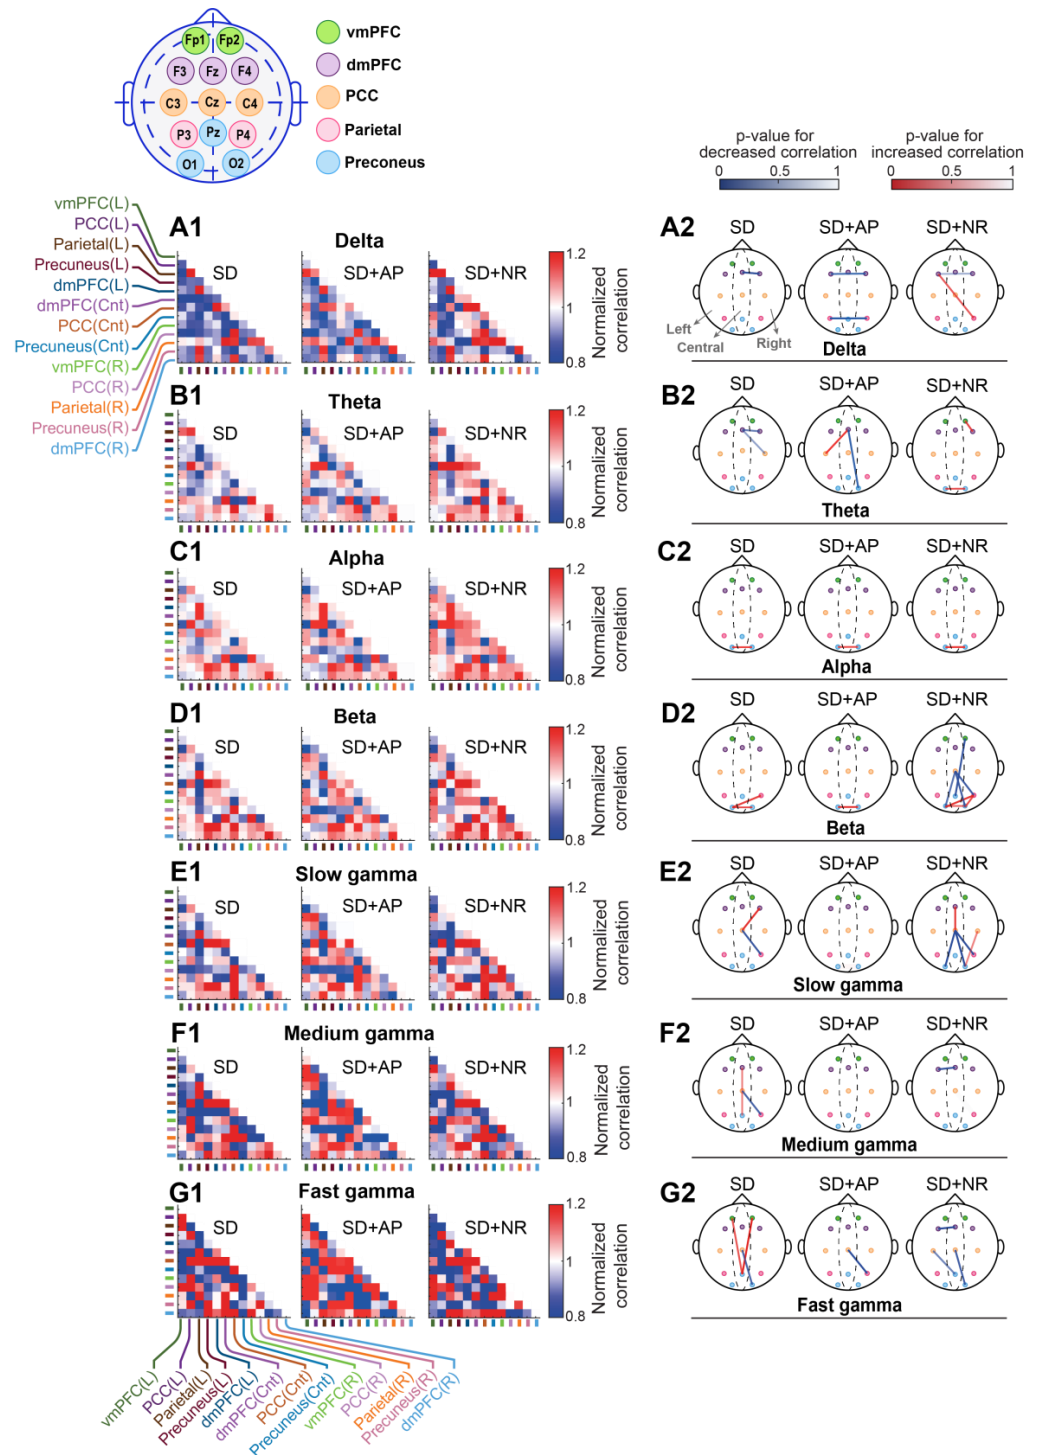 Fp1 Fp2
F3 Fz F4
C3 Cz C4
P3 Pz P4
O1 O2
vmPFC
dmPFC
PCC
Parietal
Preconeus
p-value for
decreased correlation
0 0.5 1
p-value for
increased correlation
0 0.5 1
vmPFC(L)
PCC(L)
Parietal(L)
Precuneus(L)
dmPFC(L)
dmPFC(Cnt)
PCC(Cnt)
Precuneus(Cnt)
vmPFC(R)
PCC(R)
Parietal(R)
Precuneus(R)
dmPFC(R)
A1
Delta
SD
SD+AP
SD+NR
1.2
1
0.8
Normalized
correlation
A2
SD
SD+AP
SD+NR
Left
Central
Right
Delta
B1
Theta
SD
SD+AP
SD+NR
1.2
1
0.8
Normalized
correlation
B2
SD
SD+AP
SD+NR
Theta
C1
Alpha
SD
SD+AP
SD+NR
1.2
1
0.8
Normalized
correlation
C2
SD
SD+AP
SD+NR
Alpha
D1
Beta
SD
SD+AP
SD+NR
1.2
1
0.8
Normalized
correlation
D2
SD
SD+AP
SD+NR
Beta
E1
Slow gamma
SD
SD+AP
SD+NR
1.2
1
0.8
Normalized
correlation
E2
SD
SD+AP
SD+NR
Slow gamma
F1
Medium gamma
SD
SD+AP
SD+NR
1.2
1
0.8
Normalized
correlation
F2
SD
SD+AP
SD+NR
Medium gamma
G1
Fast gamma
SD
SD+AP
SD+NR
1.2
1
0.8
Normalized
correlation
G2
SD
SD+AP
SD+NR
Fast gamma
vmPFC(L)
PCC(L)
Parietal(L)
Precuneus(L)
dmPFC(L)
dmPFC(Cnt)
PCC(Cnt)
Precuneus(Cnt)
vmPFC(R)
PCC(R)
Parietal(R)
Precuneus(R)
dmPFC(R)